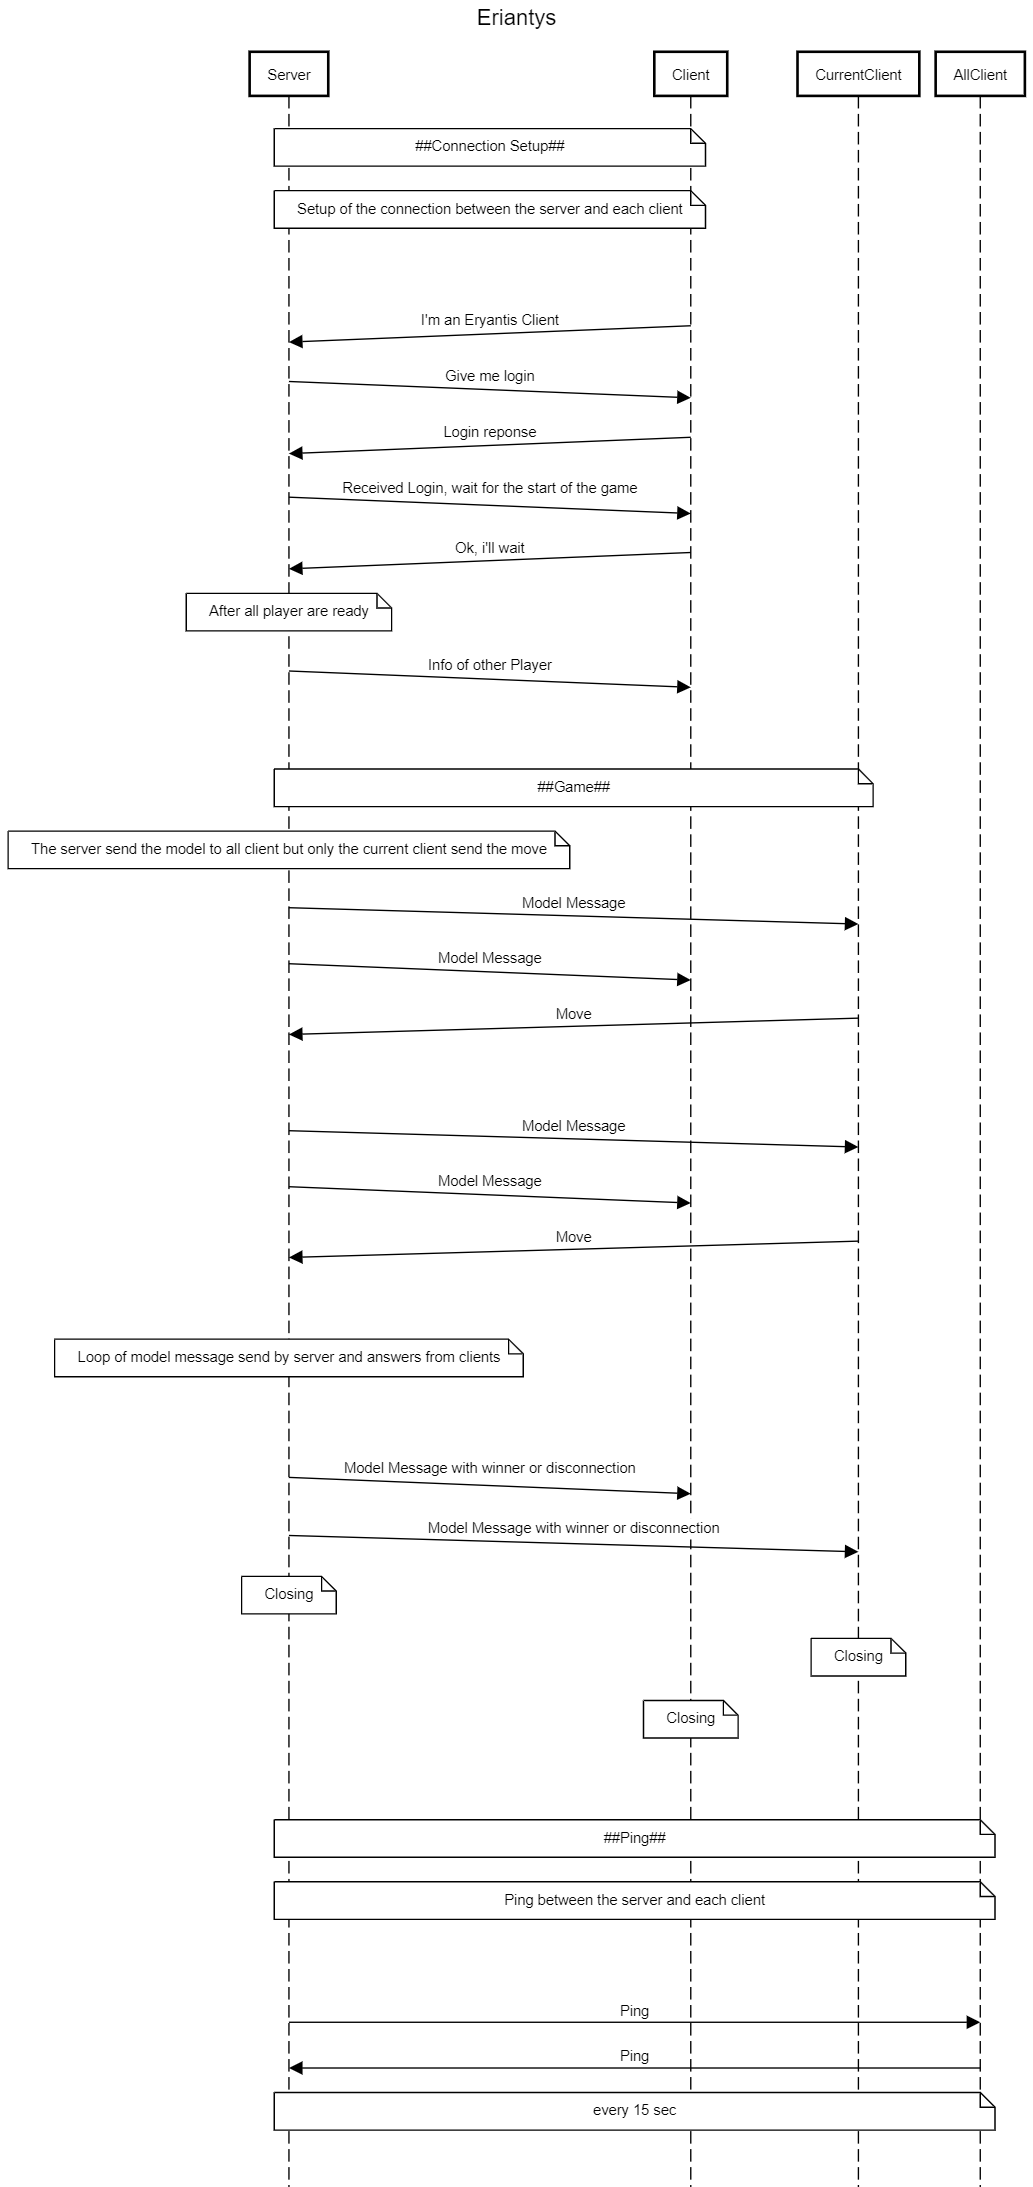 Eriantys
Server
Client
CurrentClient
AllClient
##Connection Setup##
Setup of the connection between the server and each client
I'm an Eryantis Client
Give me login
Login reponse
Received Login, wait for the start of the game
Ok, i'll wait
After all player are ready
Info of other Player
##Game##
The server send the model to all client but only the current client send the move
Model Message
Model Message
Move
Model Message
Model Message
Move
Loop of model message send by server and answers from clients
Model Message with winner or disconnection
Model Message with winner or disconnection
Closing
Closing
Closing
##Ping##
Ping between the server and each client
Ping
Ping
every 15 sec